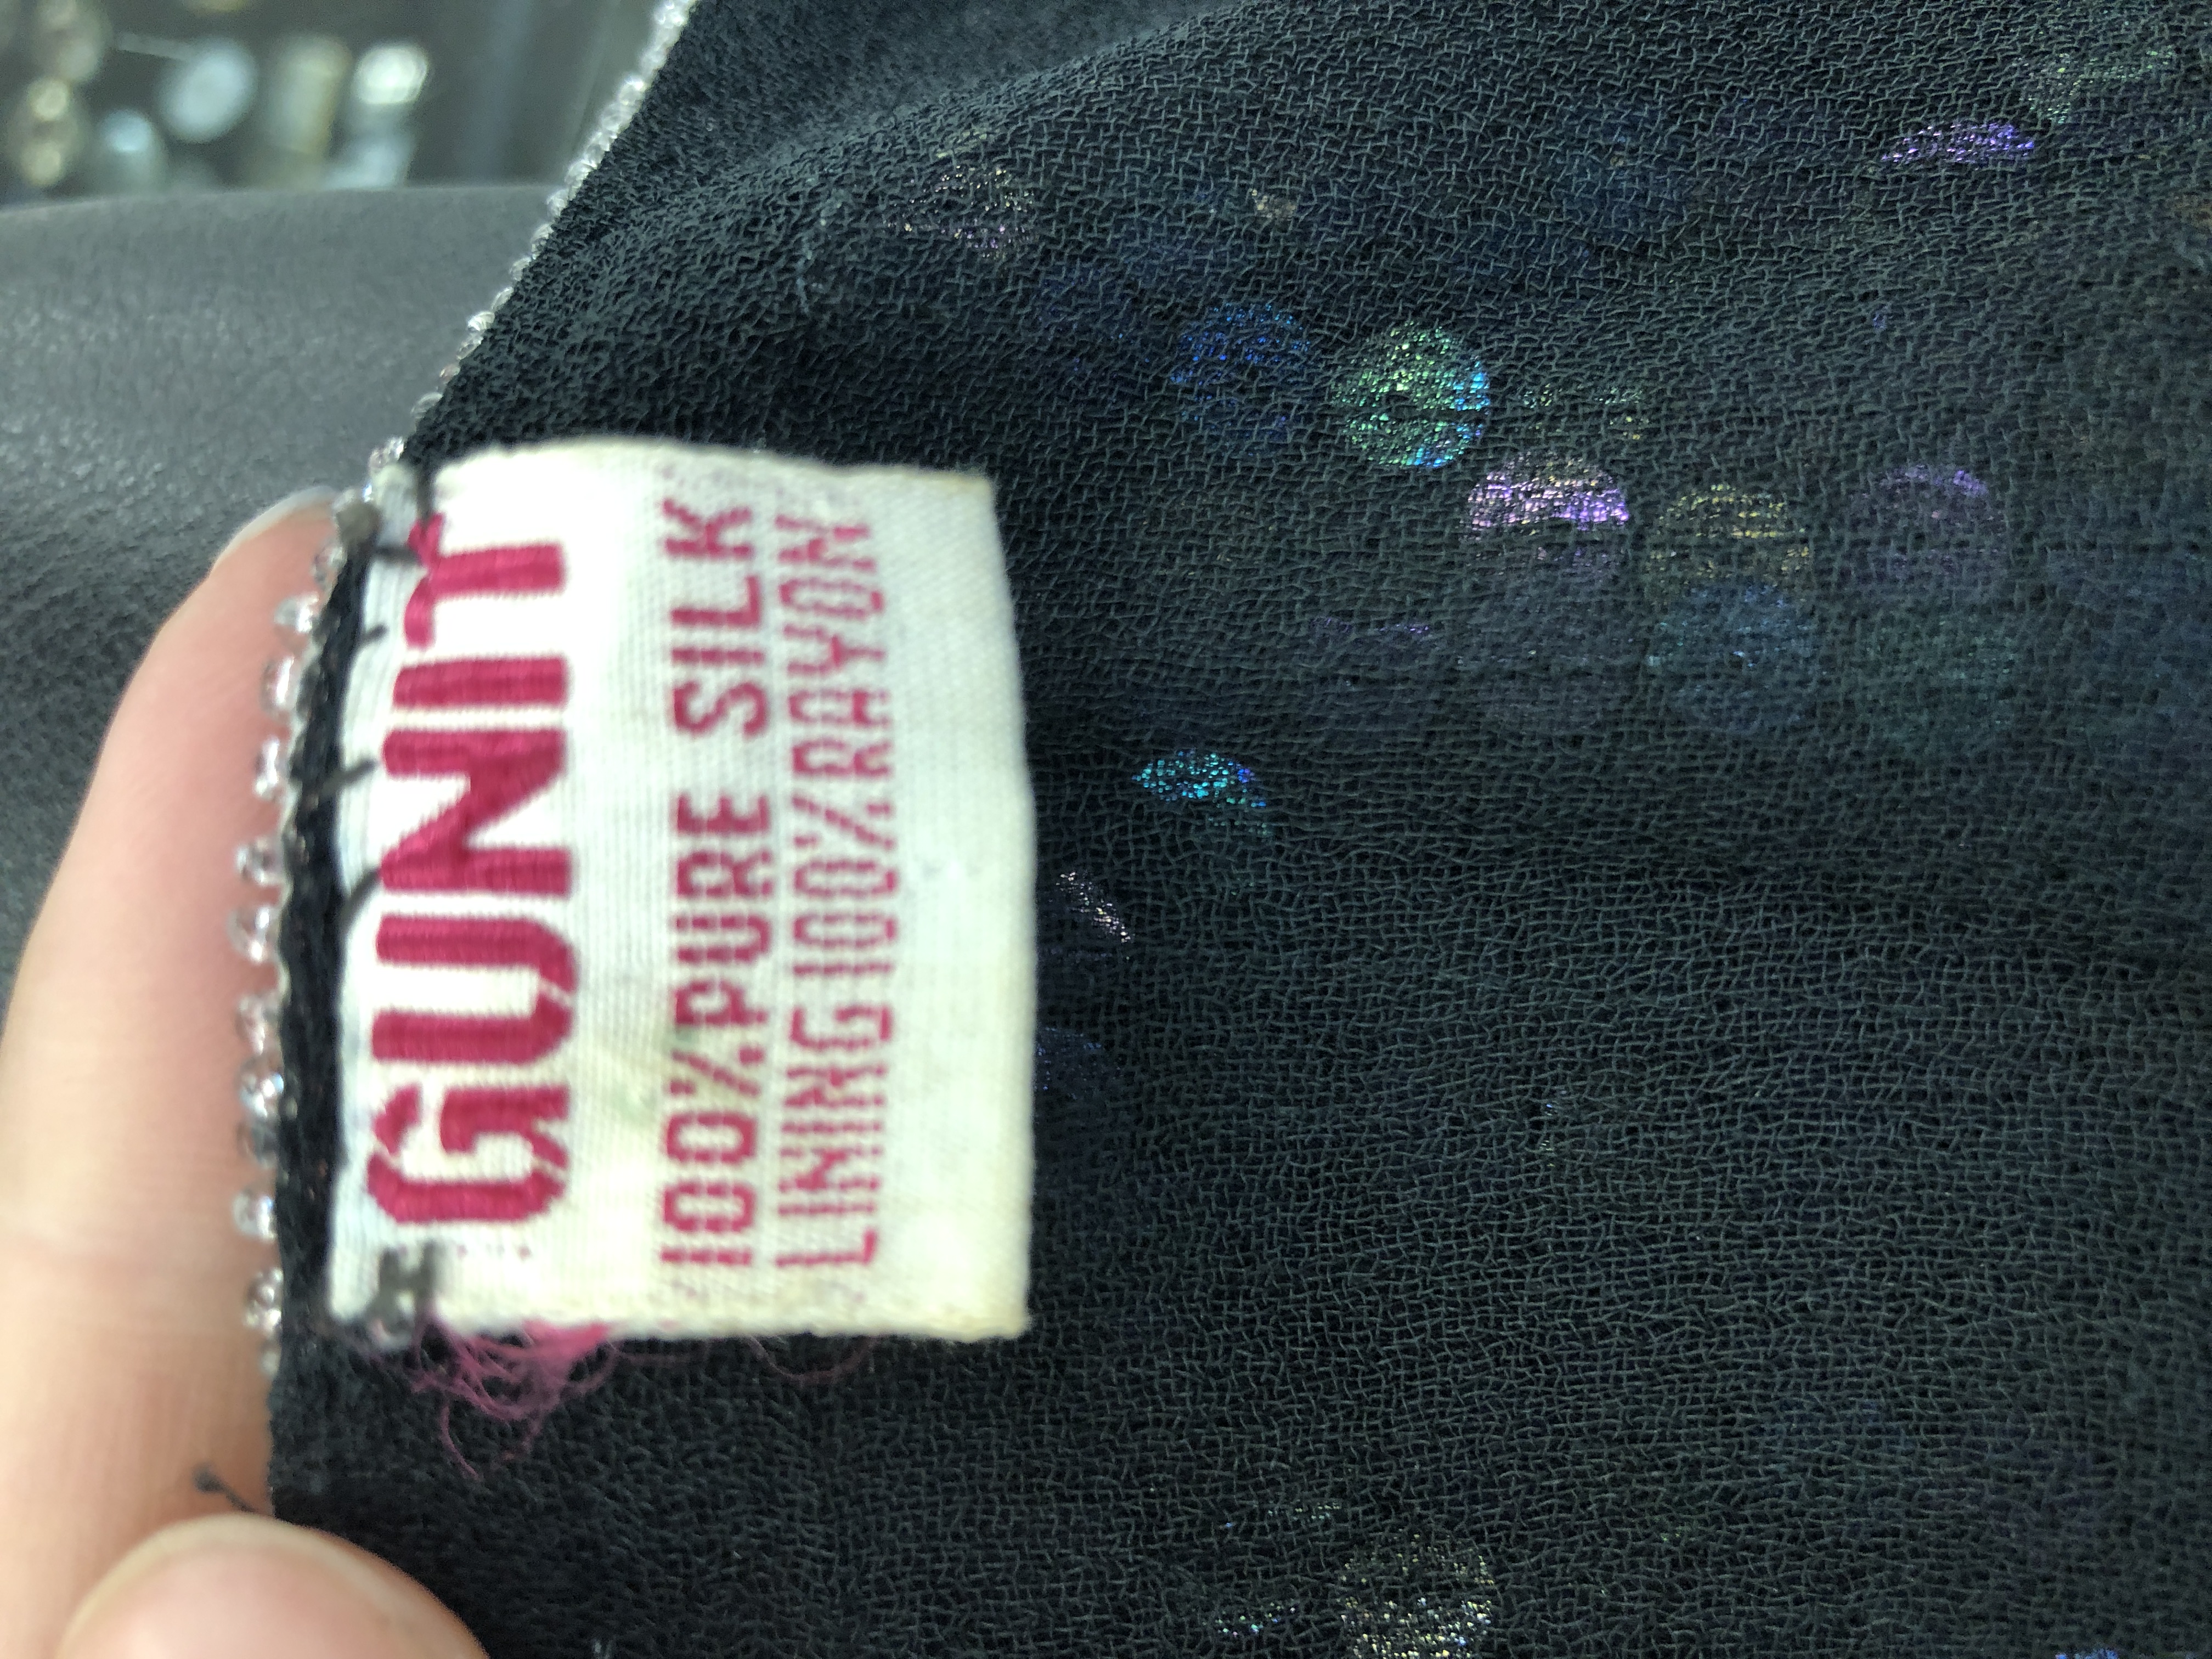 GUNIT
100% PURE SILK
LINING 100% RAYON